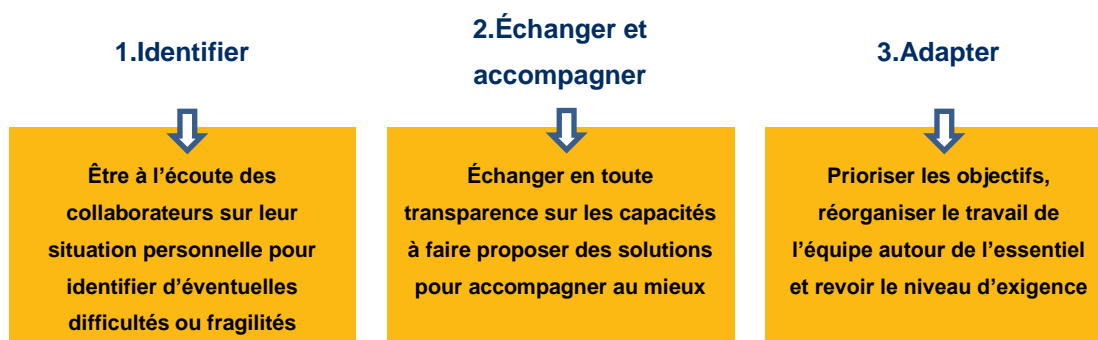 1.Identifier
Être à l'écoute des
collaborateurs sur leur
situation personnelle pour
identifier d'éventuelles
difficultés ou fragilités
2.Échanger et
accompagner
Échanger en toute
transparence sur les capacités
à faire proposer des solutions
pour accompagner au mieux
3.Adapter
Prioriser les objectifs,
réorganiser le travail de
l'équipe autour de l'essentiel
et revoir le niveau d'exigence